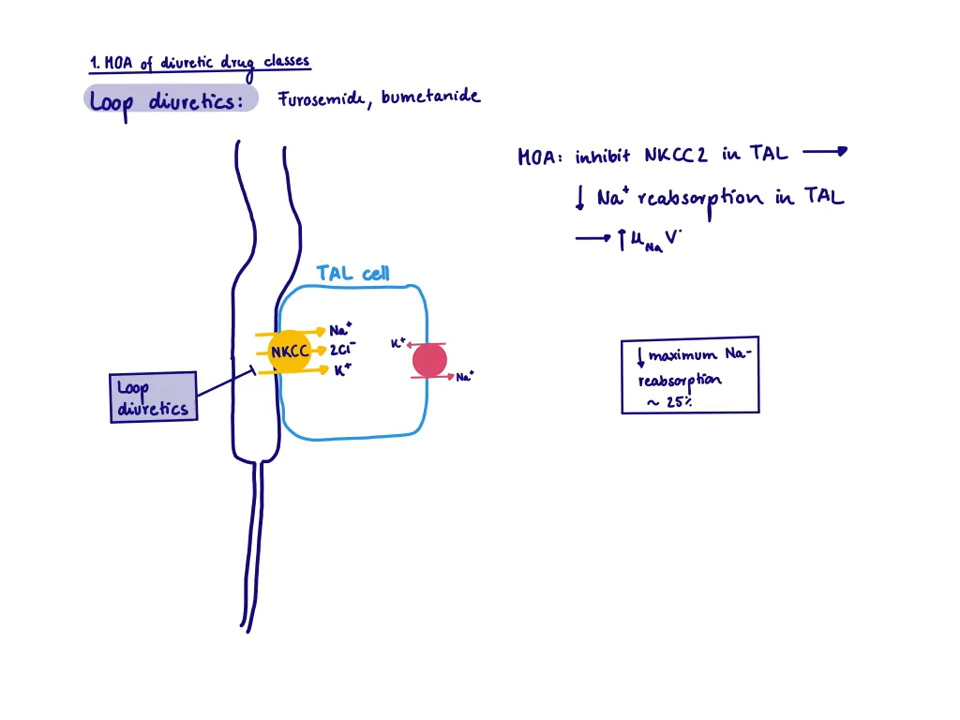 1. MOA of diuretic drug classes
Loop diuretics: Furosemide, bumetanide
MOA: inhibit NKCC2 in TAL →
↓ Na⁺ reabsorption in TAL
→ ↑ μ_Na V̇
TAL cell
Na⁺
NKCC
2Cl⁻
K⁺
K⁺
Na⁺
Loop
diuretics
↓ maximum Na-
reabsorption
~ 25%